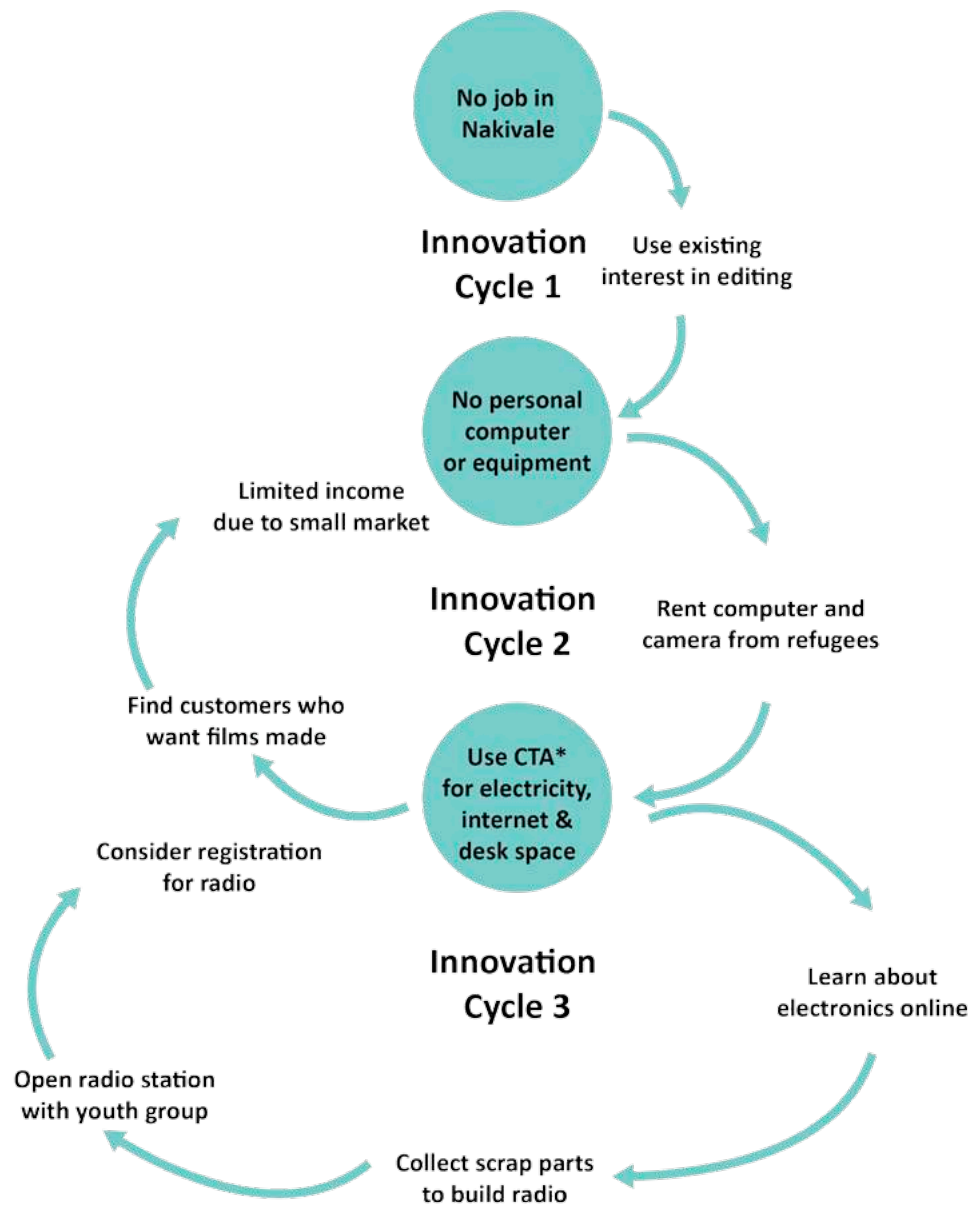 No job in
Nakivale
Innovation
Cycle 1
Use existing
interest in editing
No personal
computer
or equipment
Limited income
due to small market
Innovation
Cycle 2
Rent computer and
camera from refugees
Find customers who
want films made
Use CTA*
for electricity,
internet &
desk space
Consider registration
for radio
Innovation
Cycle 3
Learn about
electronics online
Open radio station
with youth group
Collect scrap parts
to build radio